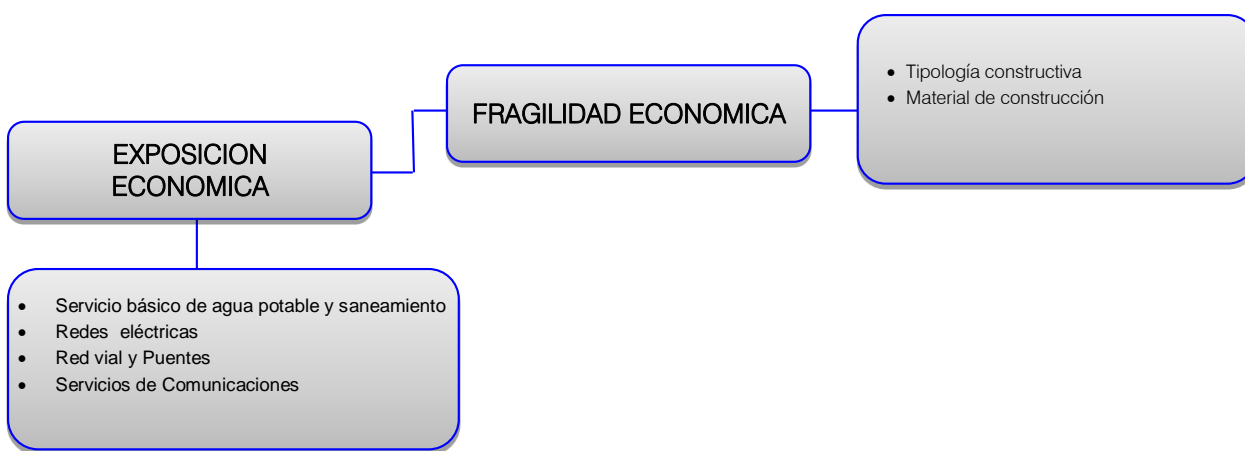 EXPOSICION
ECONOMICA
• Servicio básico de agua potable y saneamiento
• Redes eléctricas
• Red vial y Puentes
• Servicios de Comunicaciones
FRAGILIDAD ECONOMICA
• Tipología constructiva
• Material de construcción